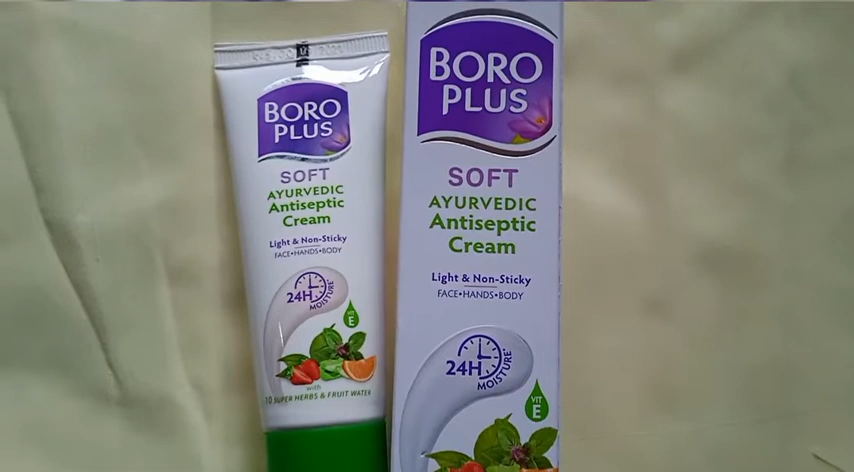 BORO
PLUS
SOFT
AYURVEDIC
Antiseptic
Cream
Light & Non-Sticky
FACE•HANDS•BODY
24H
MOISTURE*
VIT
E
with
10 SUPER HERBS & FRUIT WATER
BORO
PLUS
SOFT
AYURVEDIC
Antiseptic
Cream
Light & Non-Sticky
FACE•HANDS•BODY
24H
MOISTURE*
VIT
E